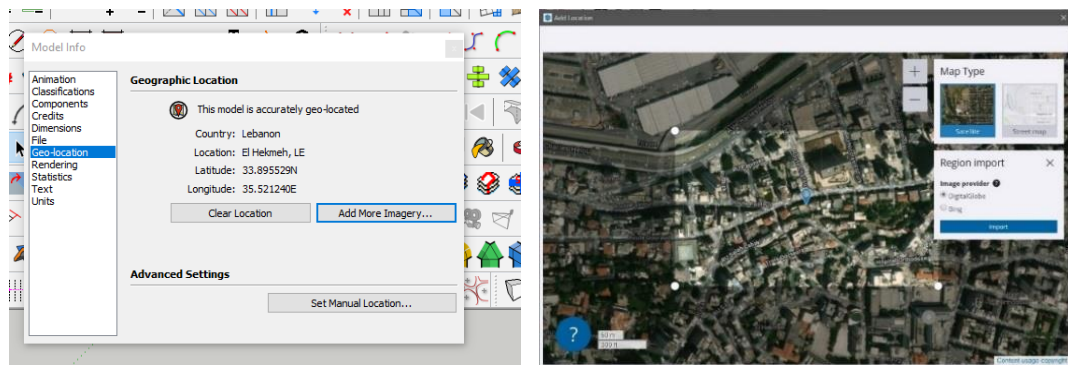 Model Info
Animation
Classifications
Components
Credits
Dimensions
File
Geo-location
Rendering
Statistics
Text
Units
Geographic Location
This model is accurately geo-located
Country: Lebanon
Location: El Hekmeh, LE
Latitude: 33.895529N
Longitude: 35.521240E
Clear Location
Add More Imagery...
Advanced Settings
Set Manual Location...
Add Location
Map Type
Satellite
Street map
Region import
Image provider
DigitalGlobe
Bing
Import
?
60 m
200 ft
Content usage copyright